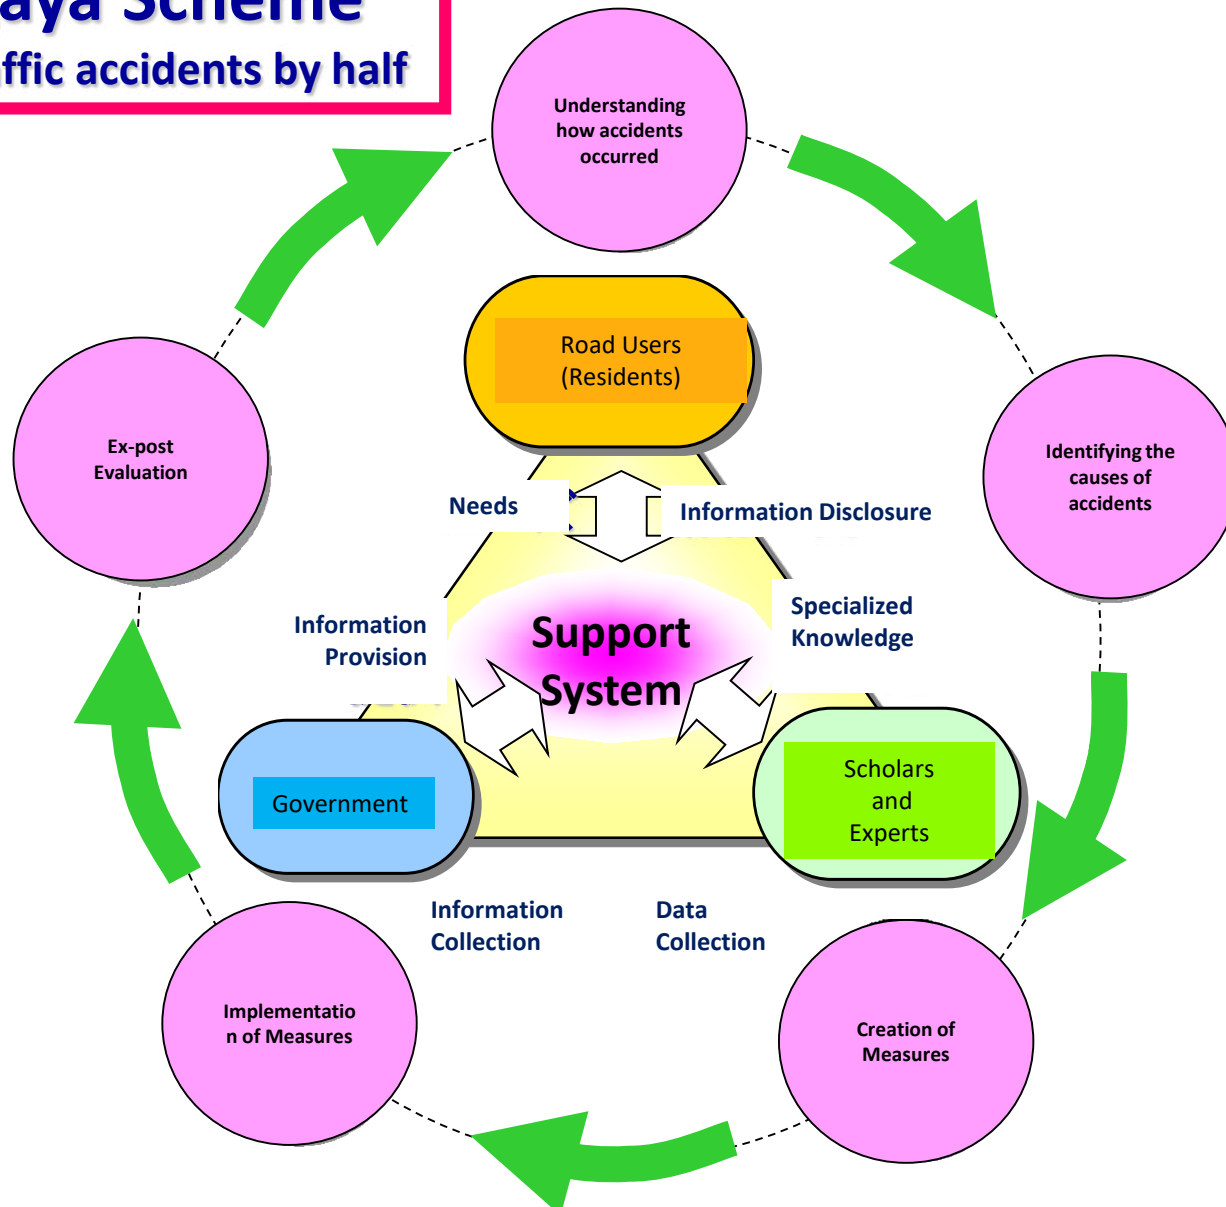 aya Scheme
ffic accidents by half
Understanding
how accidents
occurred
Road Users
(Residents)
Ex-post
Evaluation
Identifying the
causes of
accidents
Needs
Information Disclosure
Information
Provision
Support
System
Specialized
Knowledge
Government
Scholars
and
Experts
Information
Collection
Data
Collection
Implementatio
n of Measures
Creation of
Measures